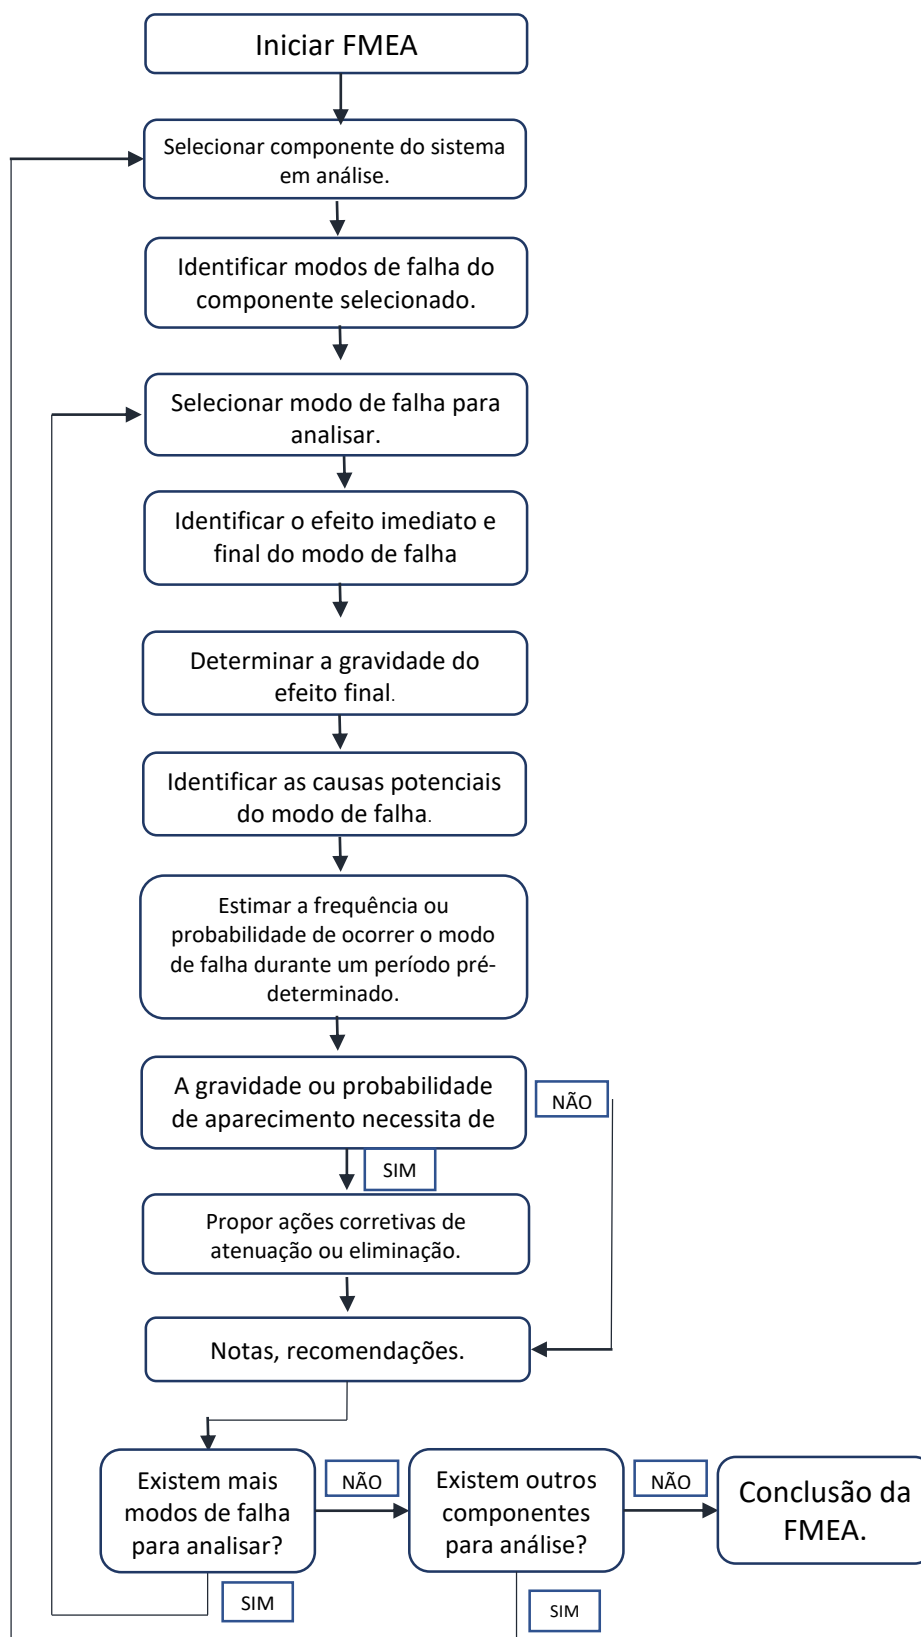 Iniciar FMEA
Selecionar componente do sistema
em análise.
Identificar modos de falha do
componente selecionado.
Selecionar modo de falha para
analisar.
Identificar o efeito imediato e
final do modo de falha
Determinar a gravidade do
efeito final.
Identificar as causas potenciais
do modo de falha.
Estimar a frequência ou
probabilidade de ocorrer o modo
de falha durante um período pré-
determinado.
A gravidade ou probabilidade
de aparecimento necessita de
NÃO
SIM
Propor ações corretivas de
atenuação ou eliminação.
Notas, recomendações.
Existem mais
modos de falha
para analisar?
NÃO
Existem outros
componentes
para análise?
NÃO
Conclusão da
FMEA.
SIM
SIM